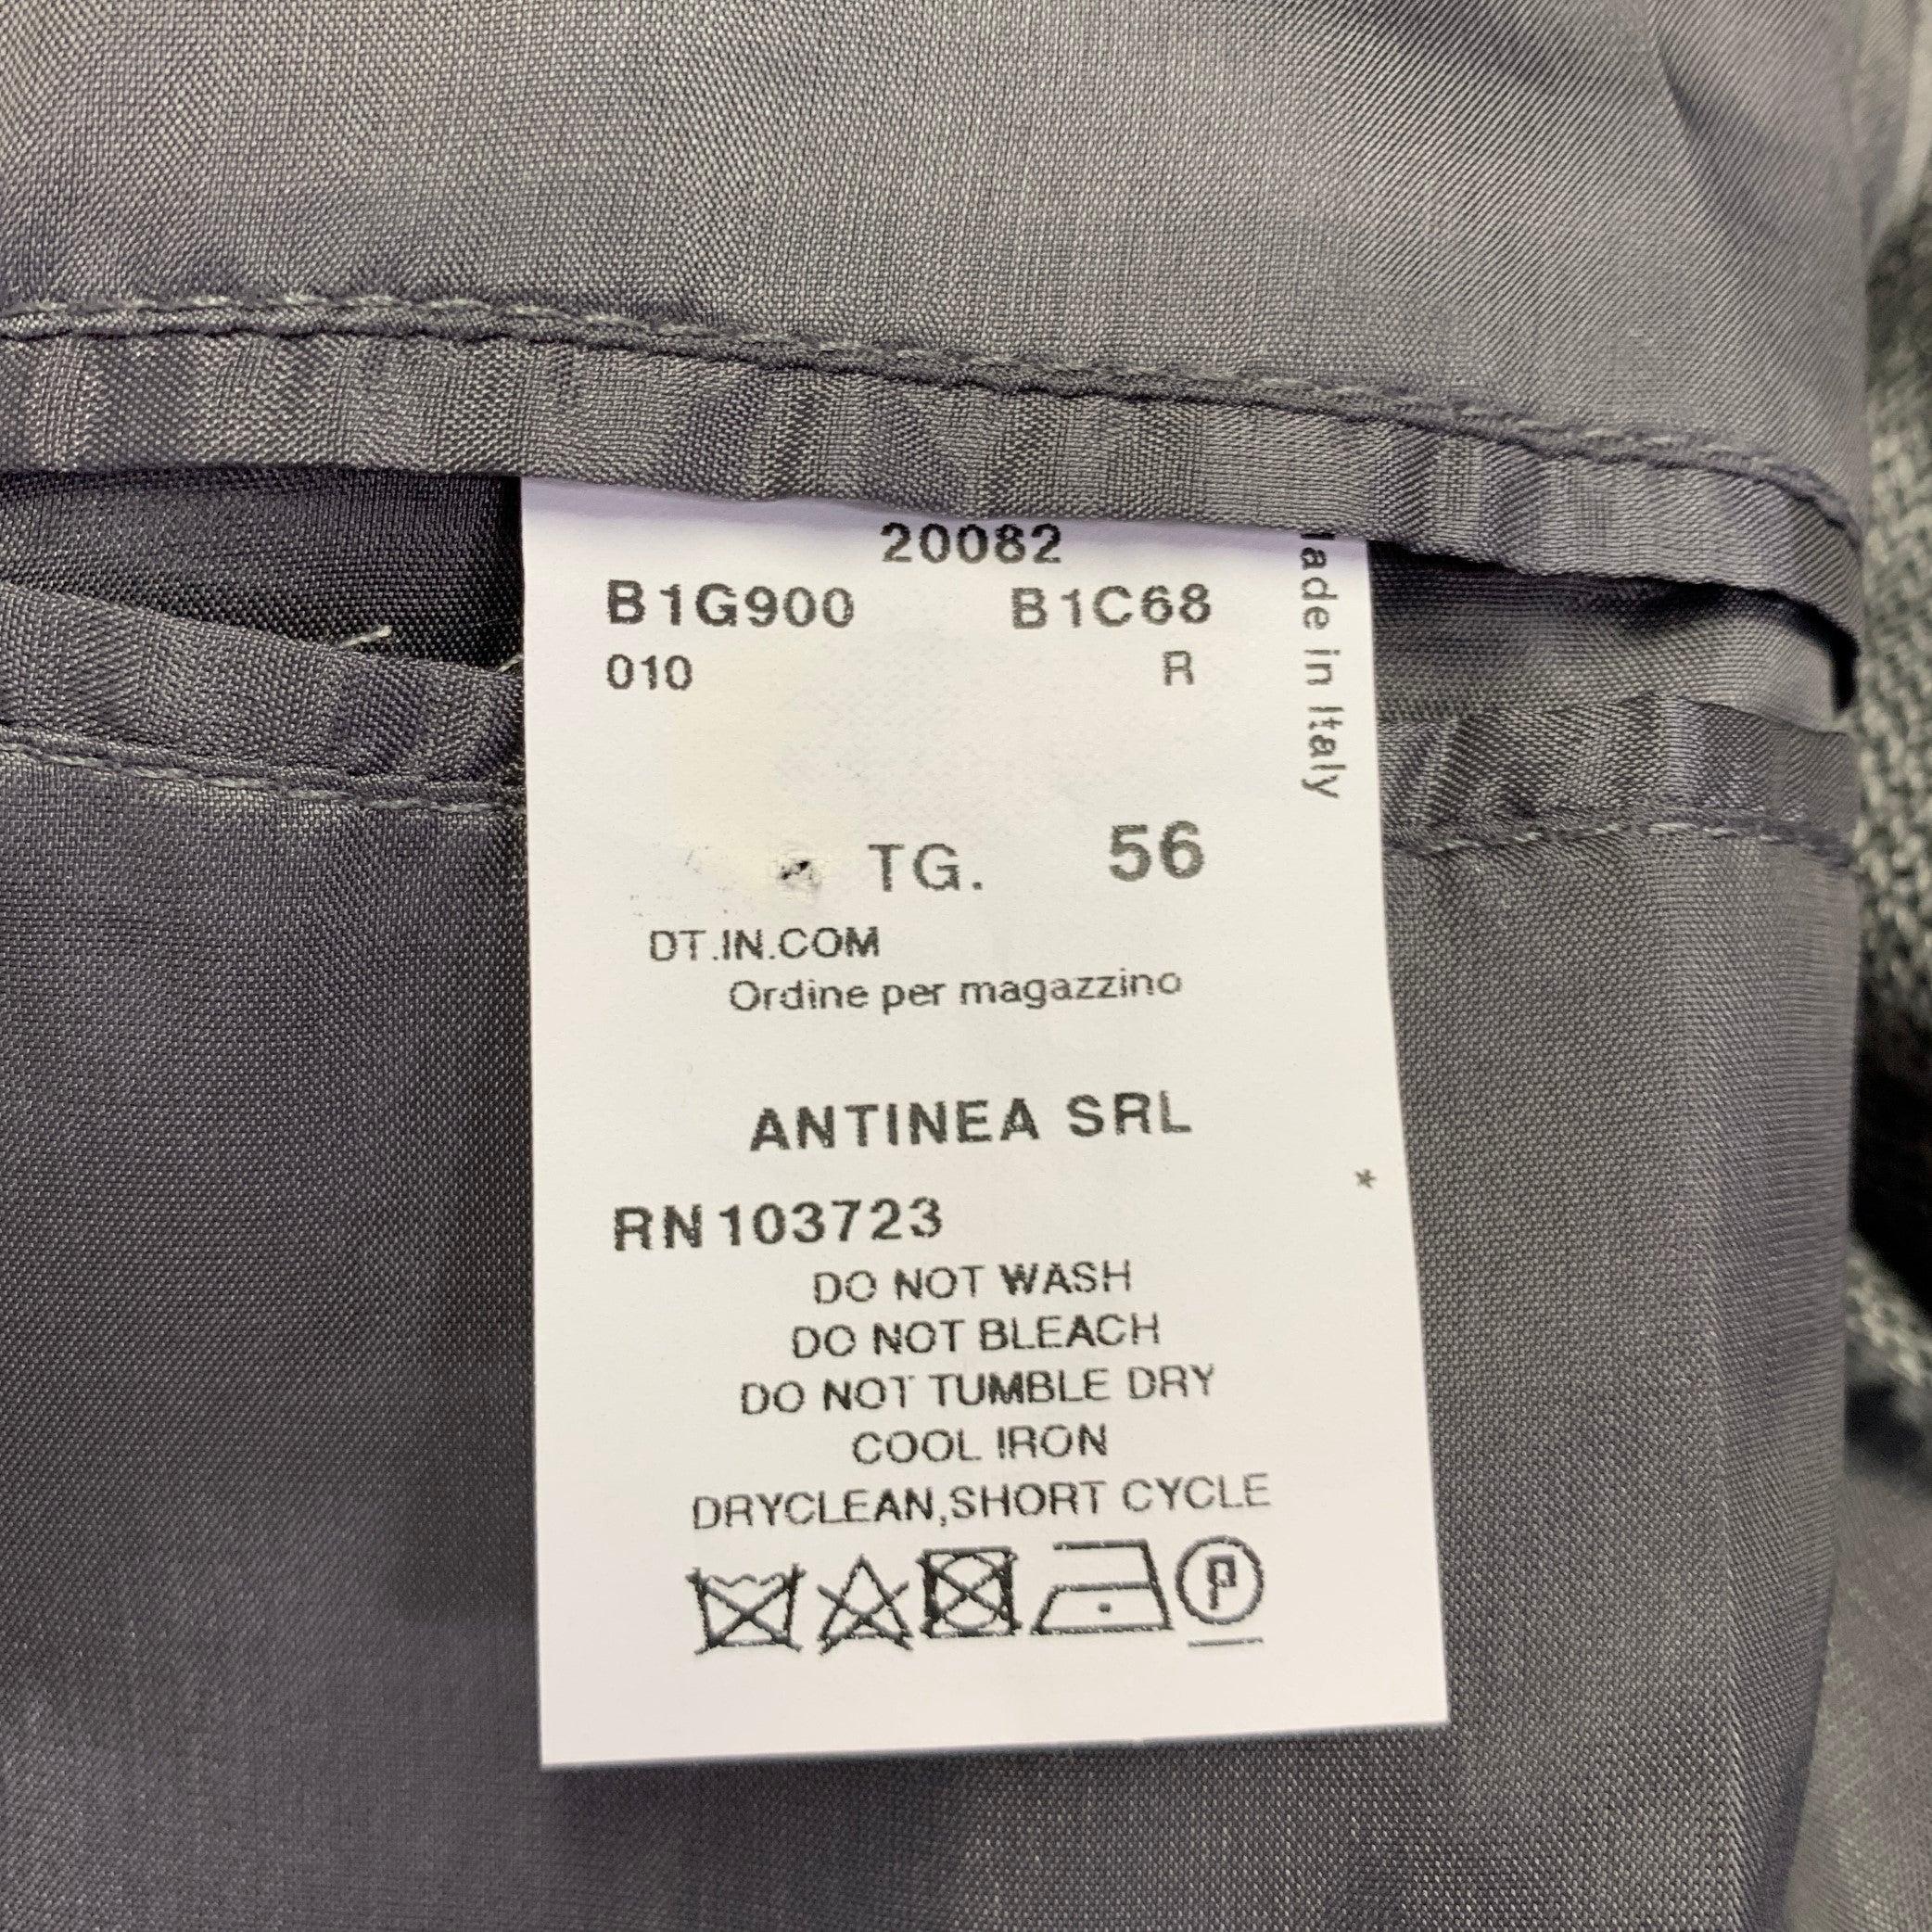 20082
B1G900 B1C68
010 R
Made in Italy
TG. 56
DT.IN.COM
Ordine per magazzino
ANTINEA SRL
*
RN103723
DO NOT WASH
DO NOT BLEACH
DO NOT TUMBLE DRY
COOL IRON
DRYCLEAN,SHORT CYCLE
P